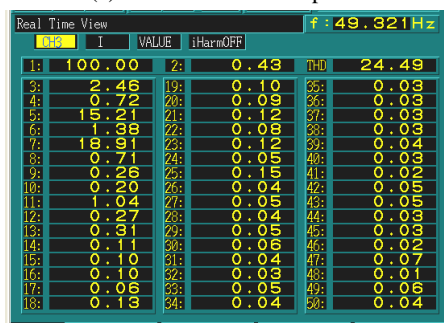 Real Time View f:49.321Hz
CH3 I VALUE iHarmOFF
1: 100.00 2: 0.43 THD 24.49
3: 2.46 19: 0.10 35: 0.03
4: 0.72 20: 0.09 36: 0.03
5: 15.21 21: 0.12 37: 0.03
6: 1.38 22: 0.08 38: 0.03
7: 18.91 23: 0.12 39: 0.04
8: 0.71 24: 0.05 40: 0.03
9: 0.26 25: 0.15 41: 0.02
10: 0.20 26: 0.04 42: 0.05
11: 1.04 27: 0.05 43: 0.05
12: 0.27 28: 0.04 44: 0.03
13: 0.31 29: 0.05 45: 0.03
14: 0.11 30: 0.06 46: 0.02
15: 0.10 31: 0.04 47: 0.07
16: 0.10 32: 0.03 48: 0.01
17: 0.06 33: 0.05 49: 0.06
18: 0.13 34: 0.04 50: 0.04